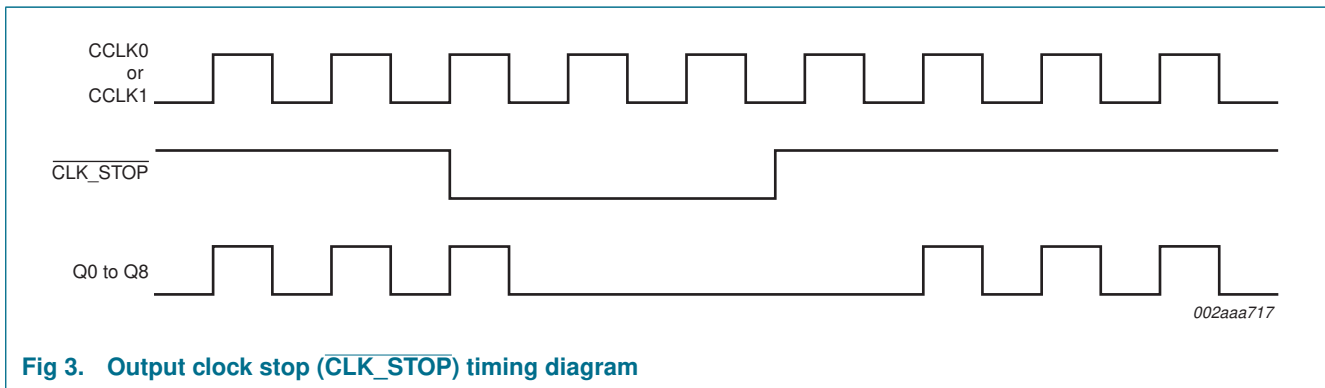 CCLK0
or
CCLK1
CLK_STOP
Q0 to Q8
002aaa717
Fig 3. Output clock stop (CLK_STOP) timing diagram